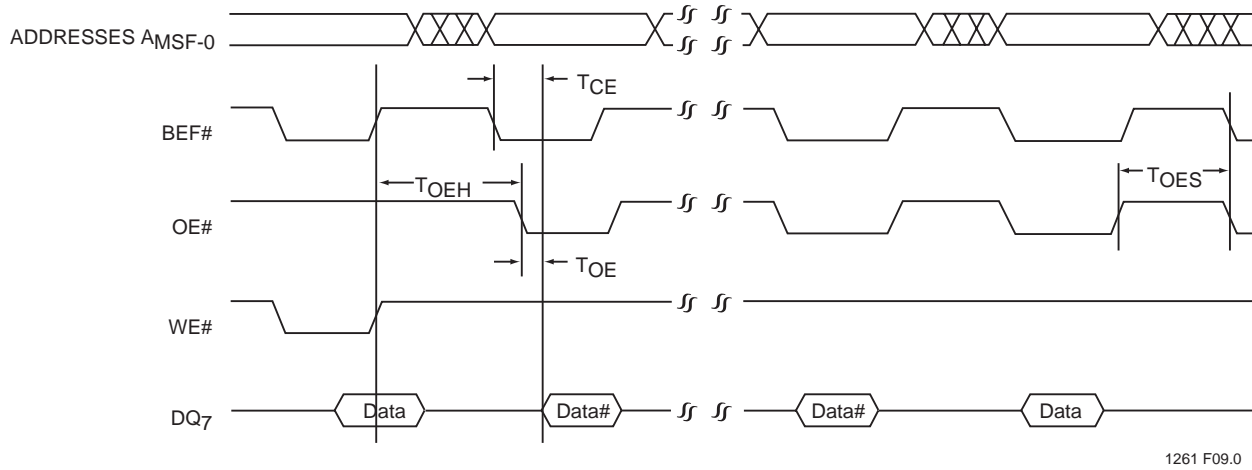 ADDRESSES AMSF-0
TCE
BEF#
TOEH
TOES
OE#
TOE
WE#
DQ7
Data
Data#
Data#
Data
1261 F09.0